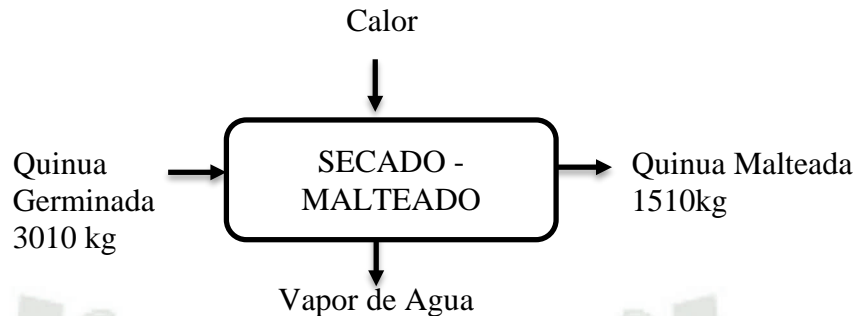 Calor
Quinua
Germinada
3010 kg
SECADO -
MALTEADO
Quinua Malteada
1510kg
Vapor de Agua